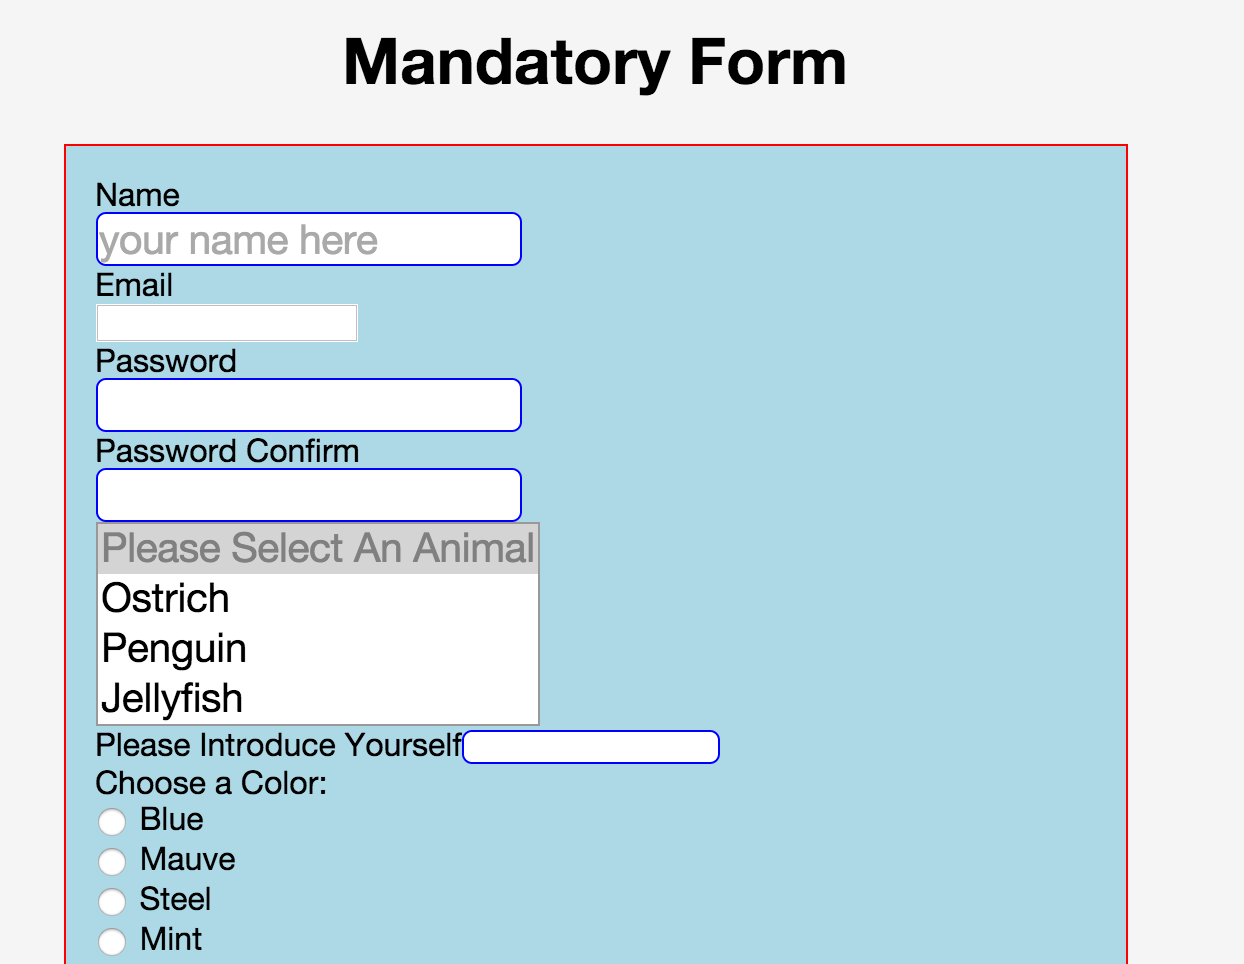 Mandatory Form
Name
your name here
Email
Password
Password Confirm
Please Select An Animal
Ostrich
Penguin
Jellyfish
Please Introduce Yourself
Choose a Color:
Blue
Mauve
Steel
Mint